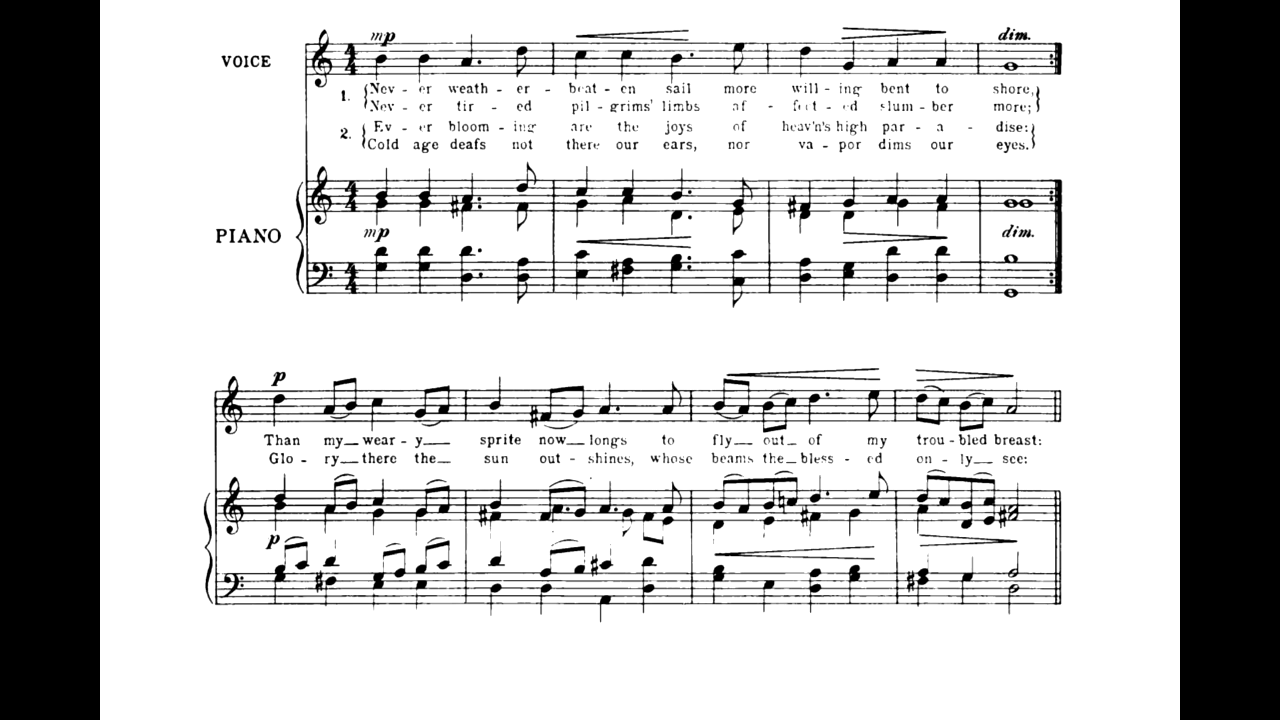 mp
VOICE
dim.
1. Nev - er weath - er - beat - en sail more will - ing bent to shore,
Nev - er tir - ed pil - grims' limbs af - fect - ed slum - ber more;
2. Ev - er bloom - ing are the joys of heav'n's high par - a - dise:
Cold age deafs not there our ears, nor va - por dims our eyes.
PIANO
mp
dim.
p
Than my wear - y sprite now longs to fly out of my trou - bled breast:
Glo - ry there the sun out - shines, whose beams the bless - ed on - ly see:
p